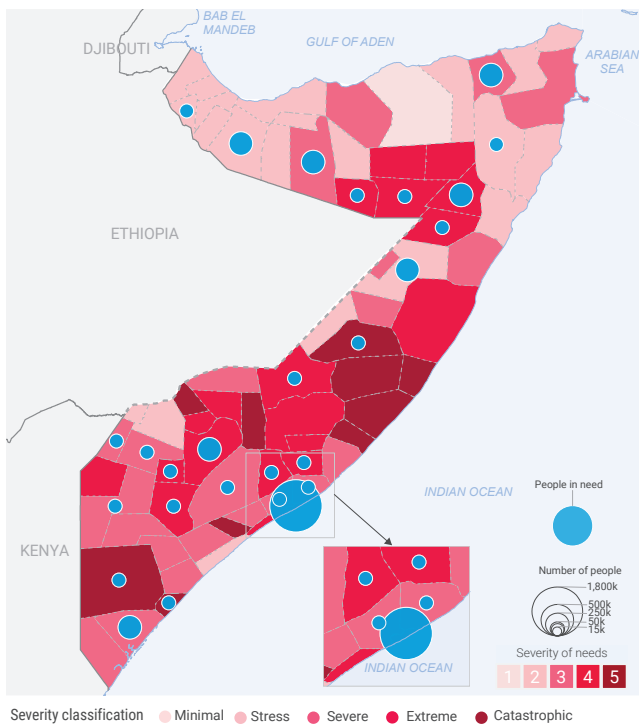 BAB EL
MANDEB
DJIBOUTI
GULF OF ADEN
ARABIAN
SEA
ETHIOPIA
INDIAN OCEAN
KENYA
INDIAN OCEAN
People in need
Number of people
1,800k
500k
250k
50k
15k
Severity of needs
1 2 3 4 5
Severity classification Minimal Stress Severe Extreme Catastrophic